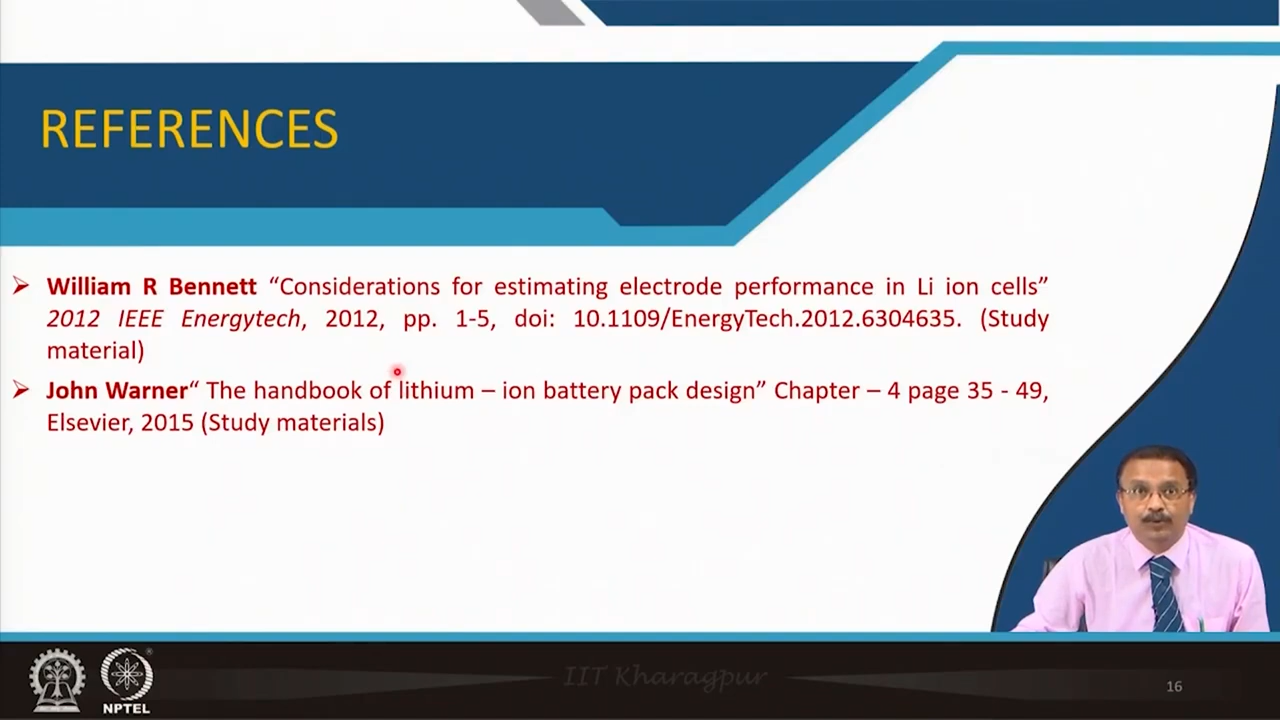 REFERENCES
➢ William R Bennett “Considerations for estimating electrode performance in Li ion cells”
2012 IEEE Energytech, 2012, pp. 1-5, doi: 10.1109/EnergyTech.2012.6304635. (Study
material)
➢ John Warner“ The handbook of lithium – ion battery pack design” Chapter – 4 page 35 - 49,
Elsevier, 2015 (Study materials)
NPTEL
IIT Kharagpur
16